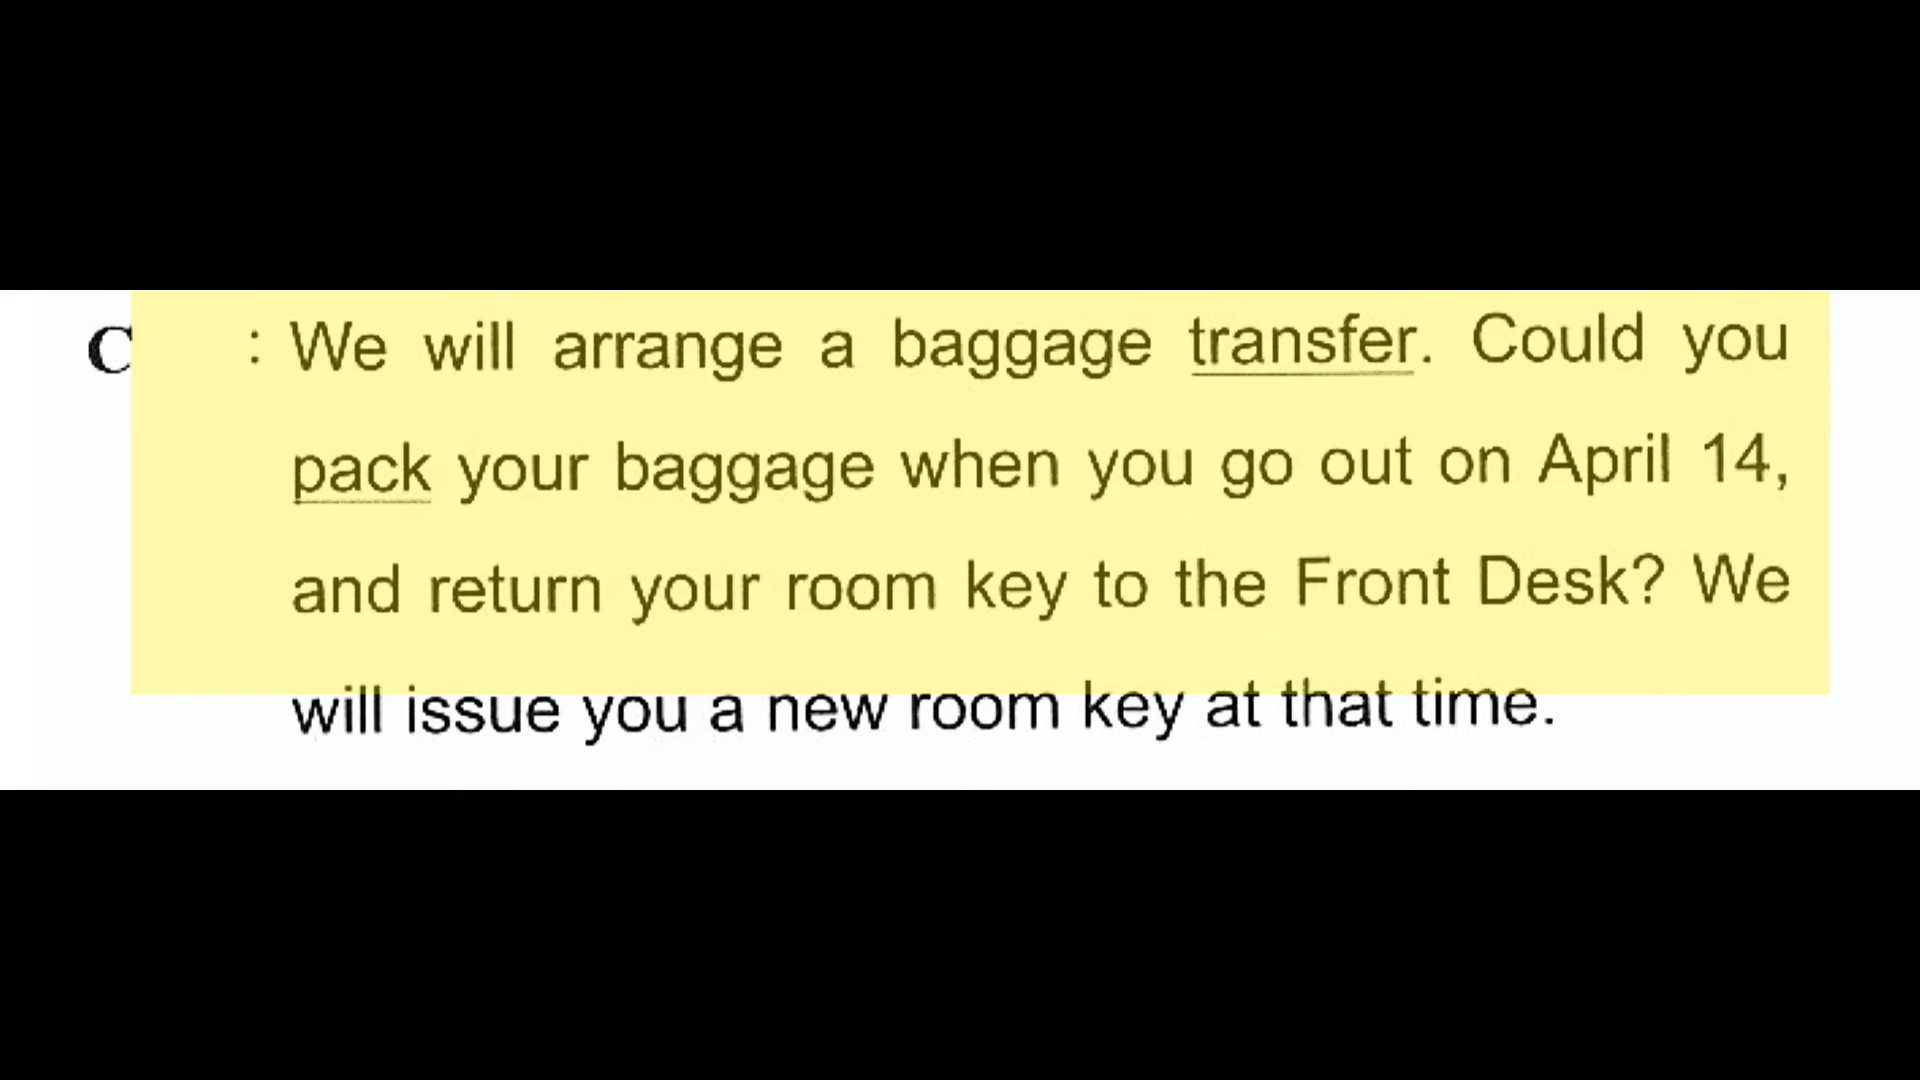 C : We will arrange a baggage transfer. Could you
pack your baggage when you go out on April 14,
and return your room key to the Front Desk? We
will issue you a new room key at that time.